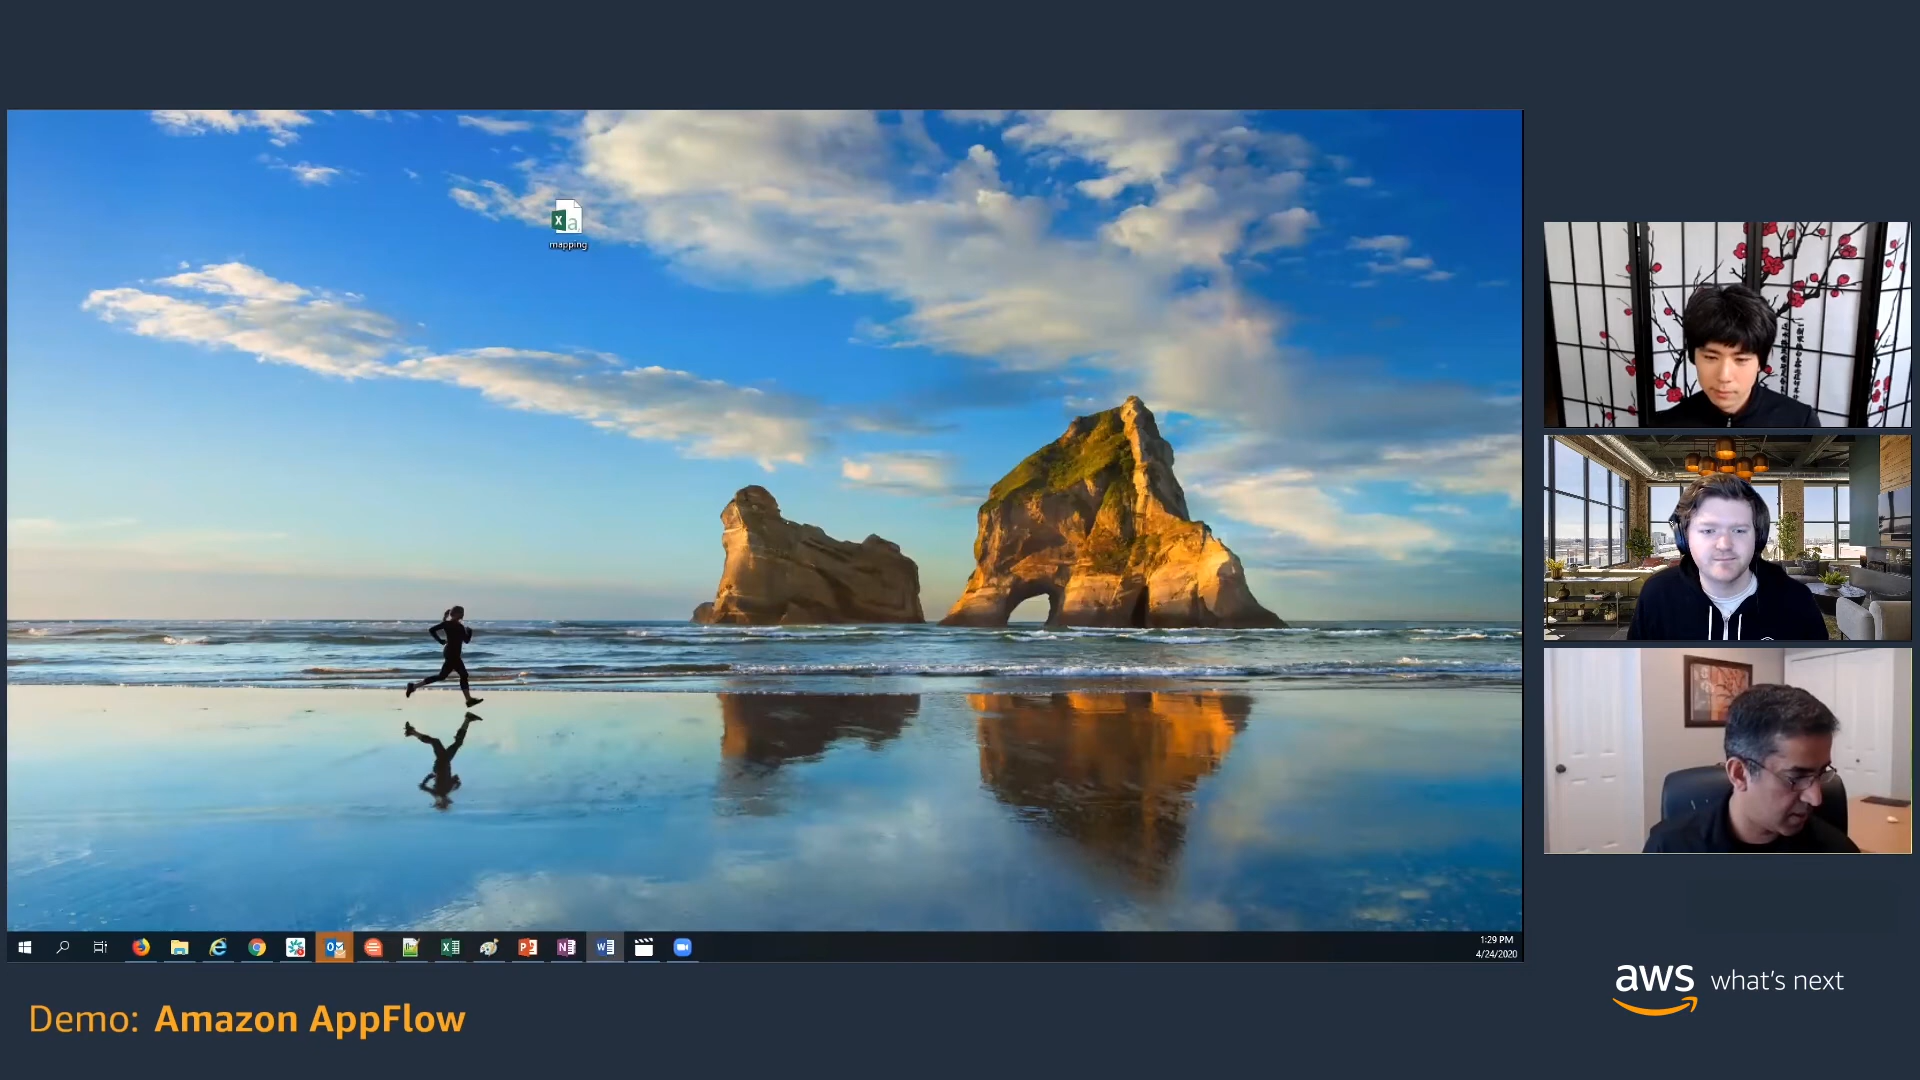 mapping
1:29 PM
4/24/2020
Demo: Amazon AppFlow
aws what's next